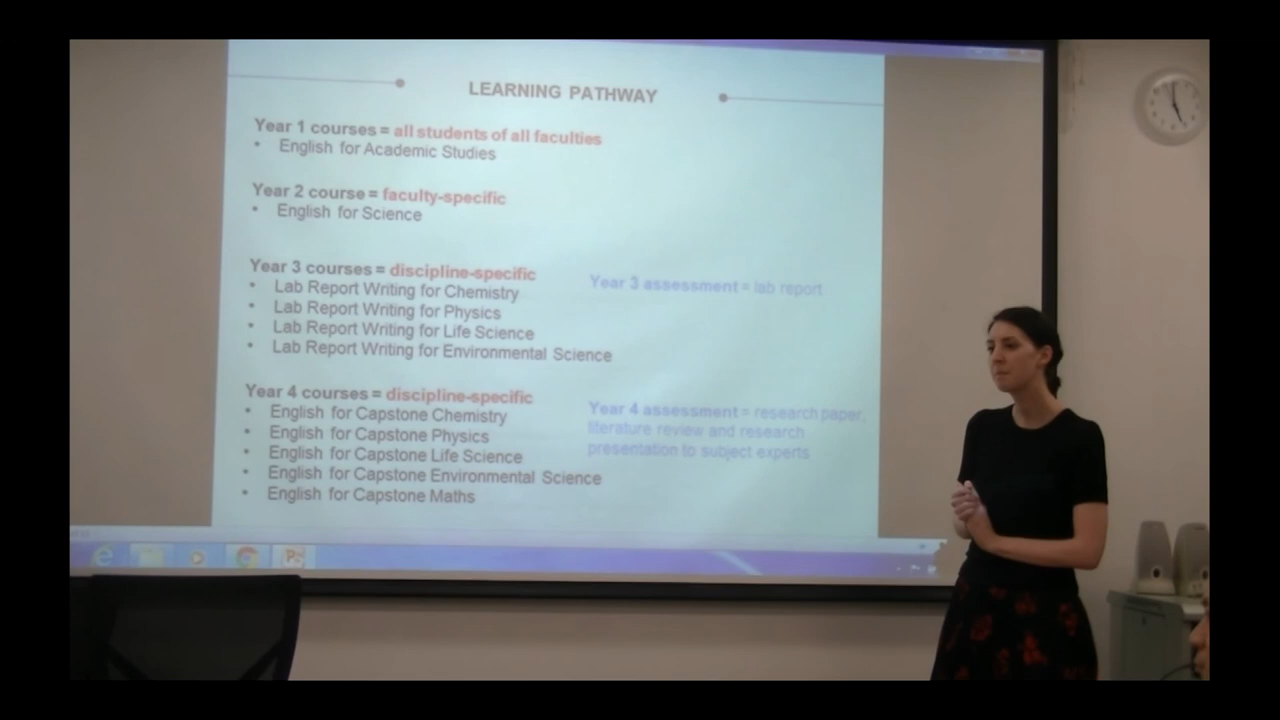 LEARNING PATHWAY
Year 1 courses = all students of all faculties
• English for Academic Studies
Year 2 course = faculty-specific
• English for Science
Year 3 courses = discipline-specific
Year 3 assessment = lab report
• Lab Report Writing for Chemistry
• Lab Report Writing for Physics
• Lab Report Writing for Life Science
• Lab Report Writing for Environmental Science
Year 4 courses = discipline-specific
• English for Capstone Chemistry
• English for Capstone Physics
• English for Capstone Life Science
• English for Capstone Environmental Science
• English for Capstone Maths
Year 4 assessment = research paper,
literature review and research
presentation to subject experts